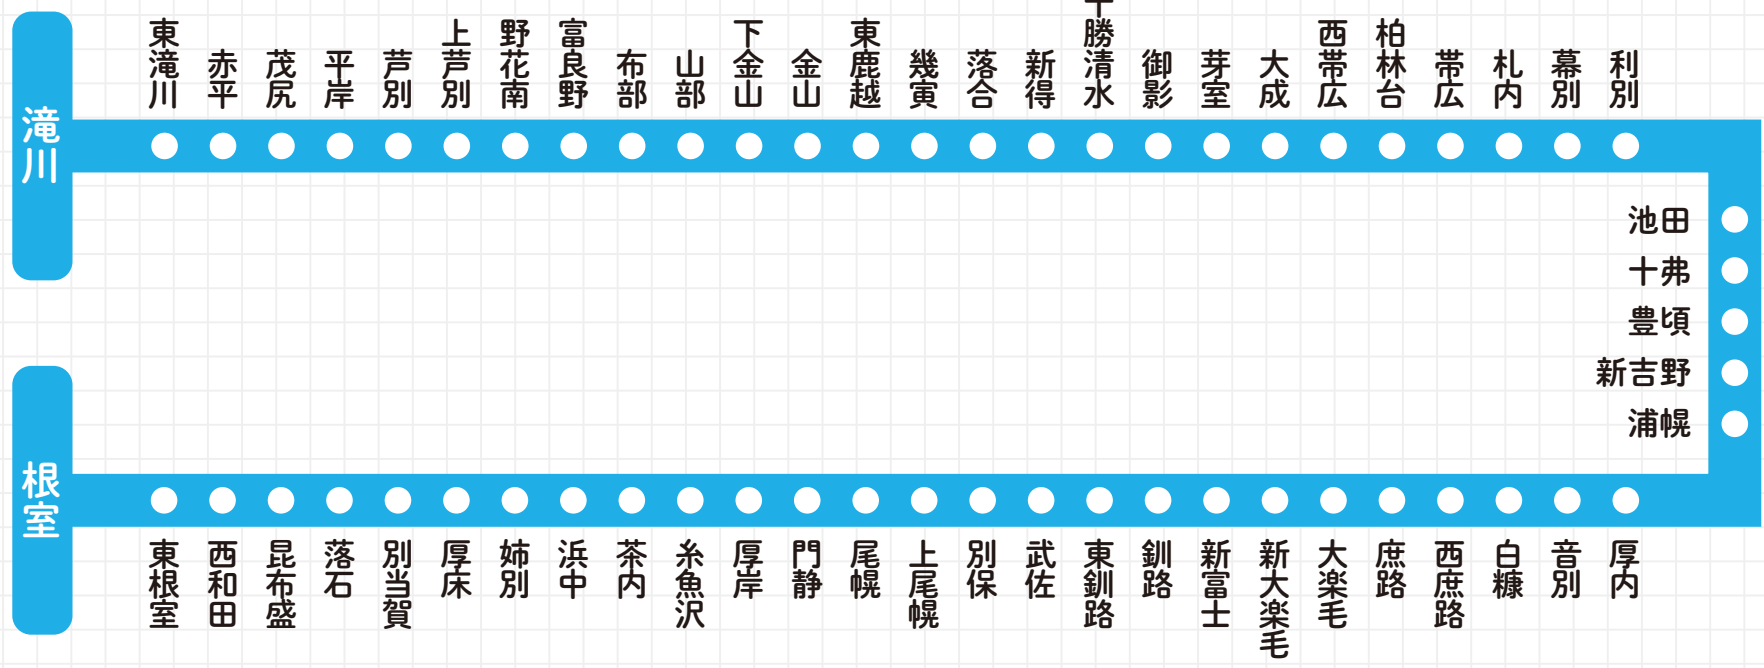 滝川
東滝川
赤平
茂尻
平岸
芦別
上芦別
野花南
富良野
布部
山部
下金山
金山
東鹿越
幾寅
落合
新得
十勝清水
御影
芽室
大成
西帯広
柏林台
帯広
札内
幕別
利別
池田
十弗
豊頃
新吉野
浦幌
厚内
音別
白糠
西庶路
庶路
大楽毛
新大楽毛
新富士
釧路
東釧路
武佐
別保
上尾幌
尾幌
門静
厚岸
糸魚沢
茶内
浜中
姉別
厚床
別当賀
落石
昆布盛
西和田
東根室
根室